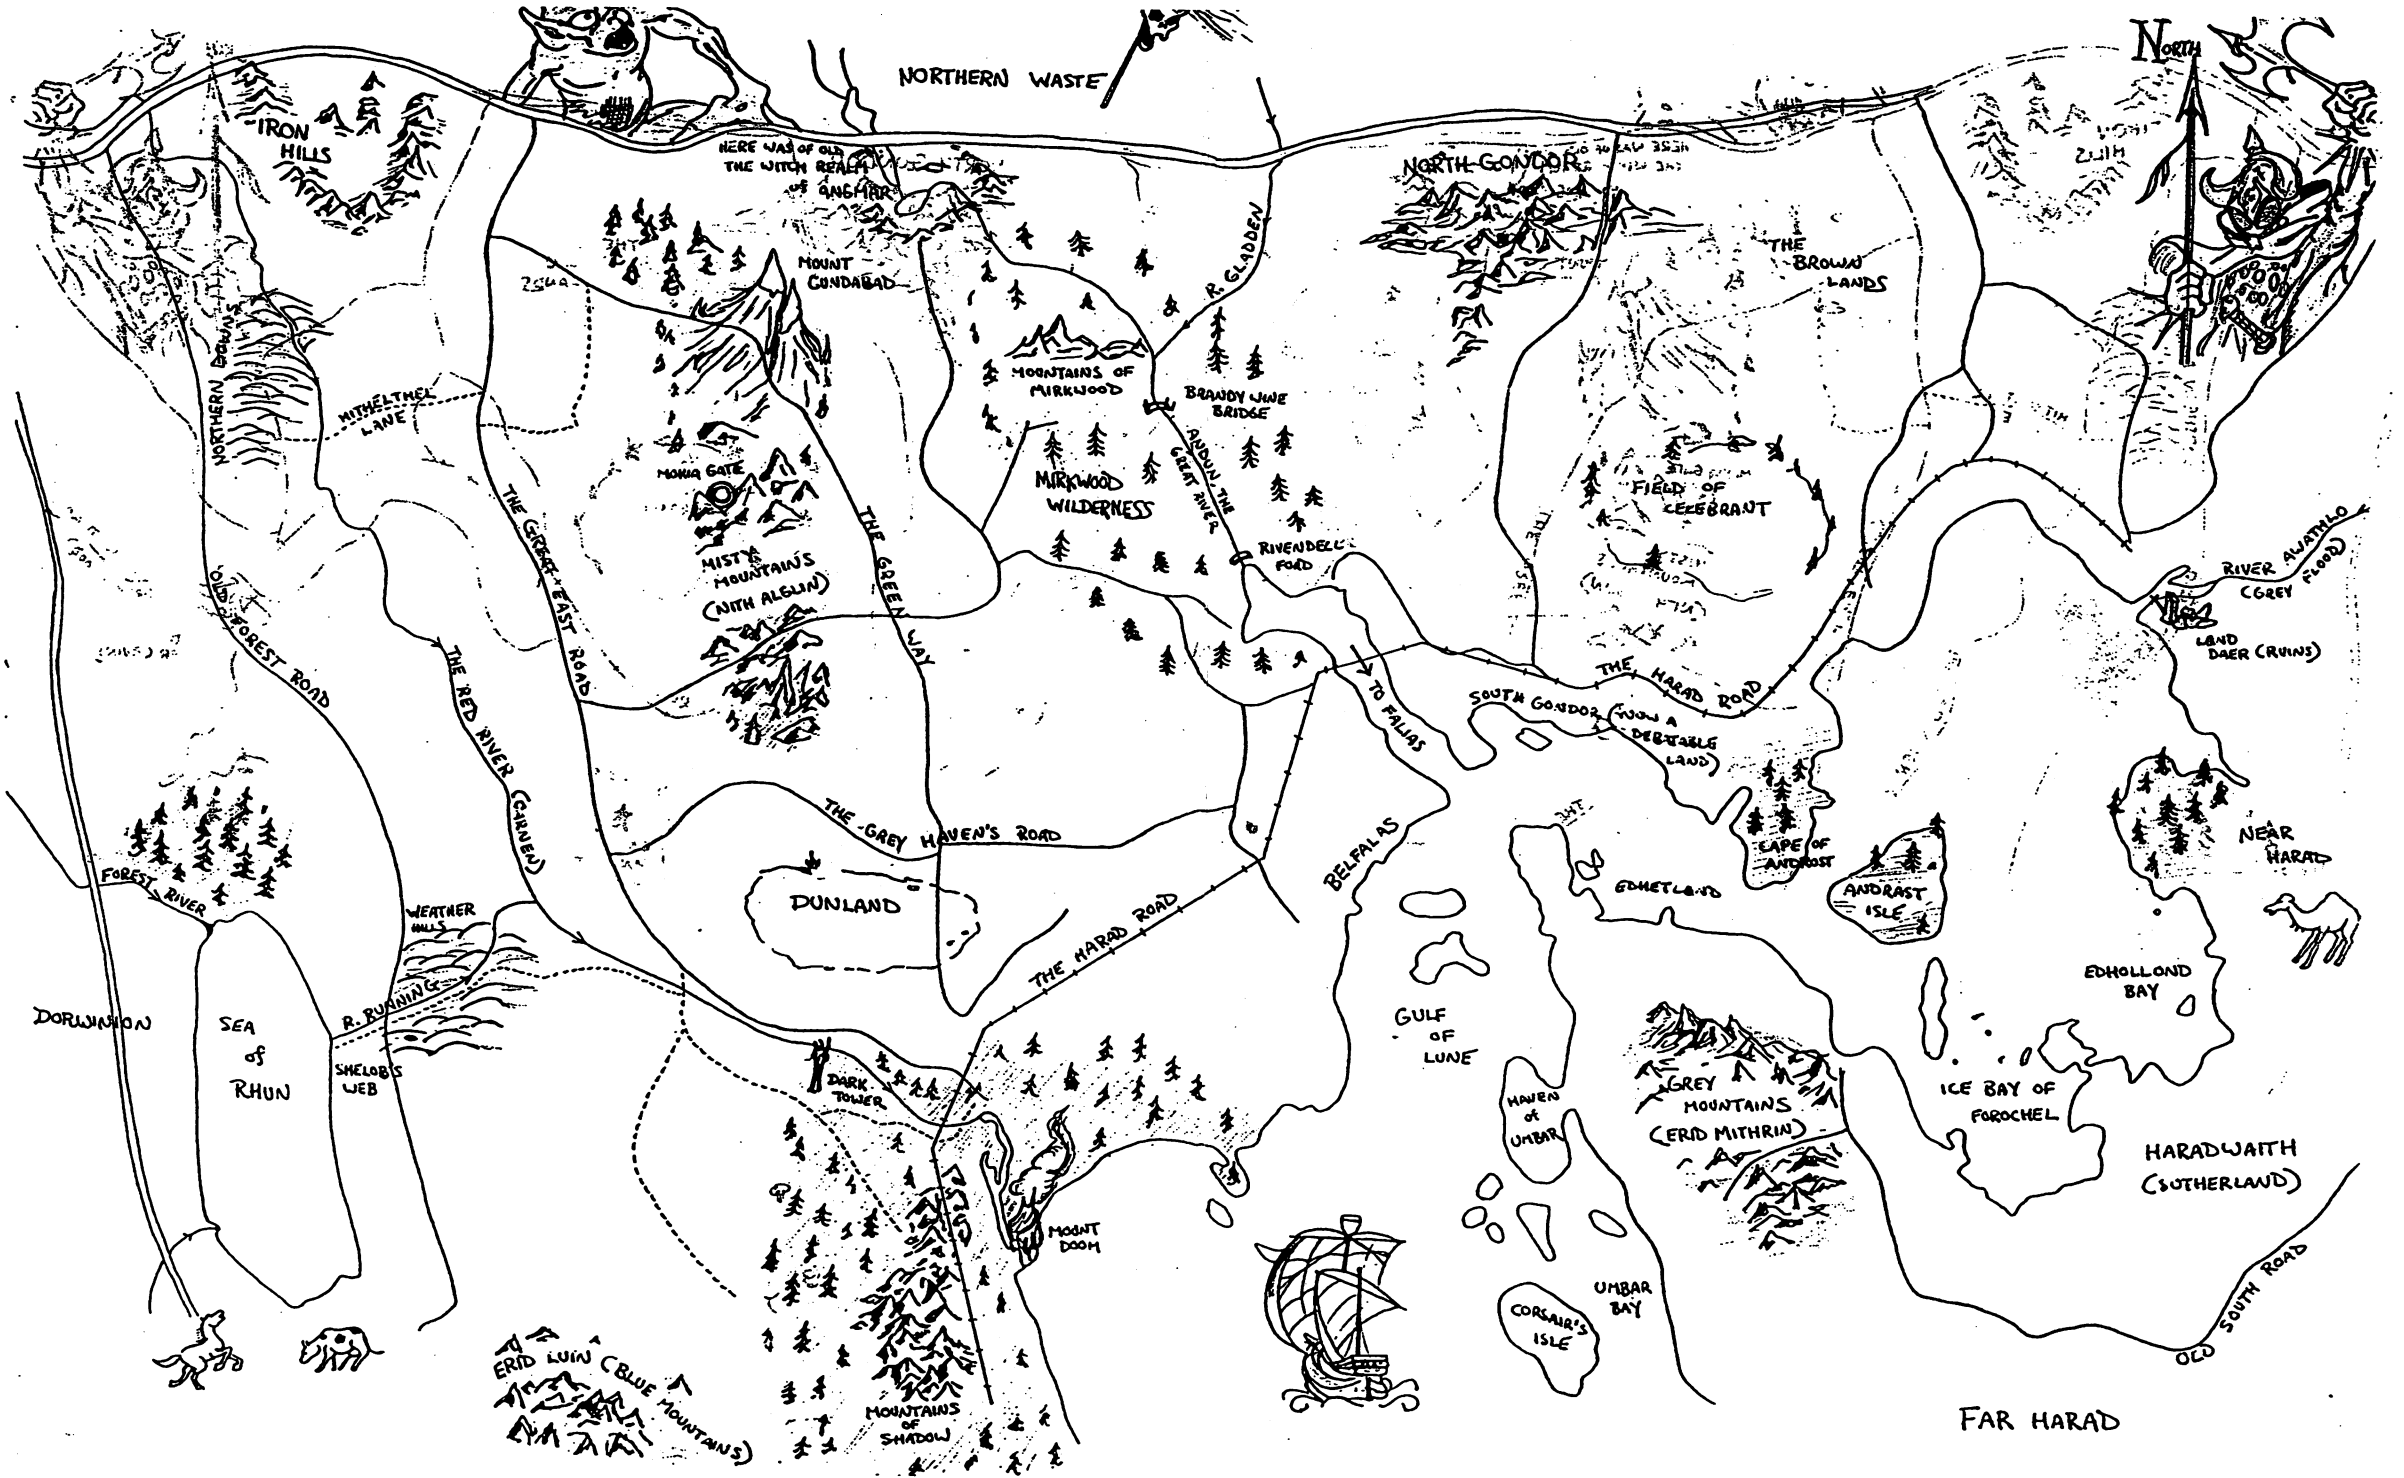 NORTH
NORTHERN WASTE
IRON
HILLS
HERE WAS OF OLD
THE WITCH REALM
of ANGMAR
NORTH GONDOR
MOUNT
GUNDABAD
R. GLADDEN
THE
BROWN
LANDS
NORTHERN DOWNS
MITHELTHEL
LANE
MOUNTAINS OF
MIRKWOOD
BRANDYWINE
BRIDGE
MORIA GATE
MIRKWOOD
WILDERNESS
ANDUN THE
GREAT RIVER
FIELD OF
CELEBRANT
THE GREAT EAST ROAD
THE GREEN WAY
MISTY
MOUNTAINS
(NITH ALGLIN)
RIVENDELL
FORD
RIVER AWATHLO
(GREY FLOOD)
OLD FOREST ROAD
THE RED RIVER (CARNEN)
LOND
DAER (RUINS)
TO FALIAS
THE HARAD ROAD
SOUTH GONDOR (NOW A
DEBATABLE
LAND)
THE GREY HAVEN'S ROAD
BELFALAS
CAPE OF
ANDROST
NEAR
HARAD
FOREST RIVER
EDHETLAND
ANDRAST
ISLE
DUNLAND
WEATHER
HILLS
THE HARAD ROAD
EDHOLLOND
BAY
DORWINION
SEA
of
RHUN
R. RUNNING
GULF
OF
LUNE
SHELOB'S
WEB
DARK
TOWER
HAVEN
of
UMBAR
GREY
MOUNTAINS
(ERID MITHRIN)
ICE BAY OF
FOROCHEL
HARADWAITH
(SUTHERLAND)
MOUNT
DOOM
UMBAR
BAY
CORSAIR'S
ISLE
OLD SOUTH ROAD
ERID LUIN (BLUE MOUNTAINS)
MOUNTAINS
OF
SHADOW
FAR HARAD